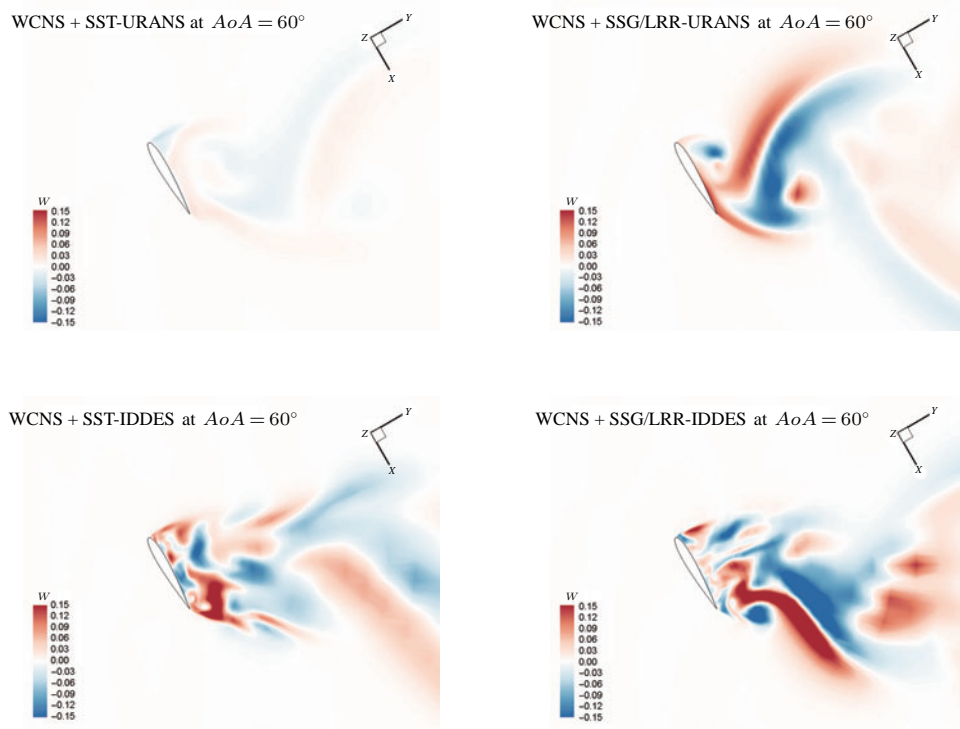 WCNS + SST-URANS at AoA = 60°
Y
Z
X
W
0.15
0.12
0.09
0.06
0.03
0.00
−0.03
−0.06
−0.09
−0.12
−0.15
WCNS + SSG/LRR-URANS at AoA = 60°
Y
Z
X
W
0.15
0.12
0.09
0.06
0.03
0.00
−0.03
−0.06
−0.09
−0.12
−0.15
WCNS + SST-IDDES at AoA = 60°
Y
Z
X
W
0.15
0.12
0.09
0.06
0.03
0.00
−0.03
−0.06
−0.09
−0.12
−0.15
WCNS + SSG/LRR-IDDES at AoA = 60°
Y
Z
X
W
0.15
0.12
0.09
0.06
0.03
0.00
−0.03
−0.06
−0.09
−0.12
−0.15